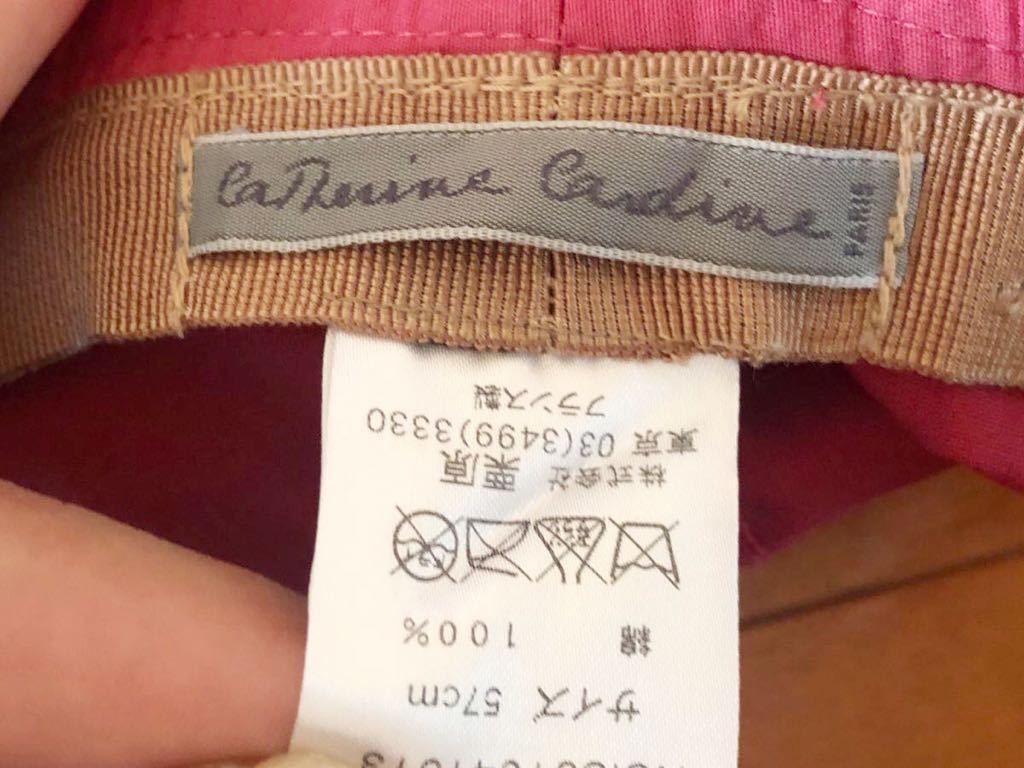 Catherine Cardine
PARIS
サイズ 57cm
綿 100%
株式会社 栗原
東京 03(3499)3330
フランス製